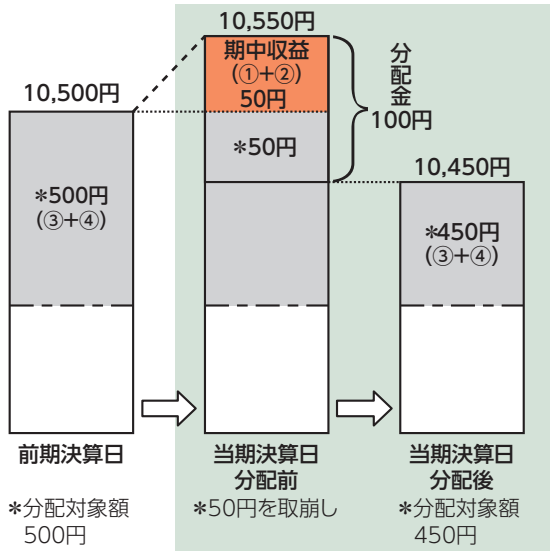 10,550円
期中収益
(①+②)
50円
分配金
100円
10,500円
*50円
10,450円
*500円
(③+④)
*450円
(③+④)
前期決算日
当期決算日
分配前
当期決算日
分配後
*分配対象額
500円
*50円を取崩し
*分配対象額
450円